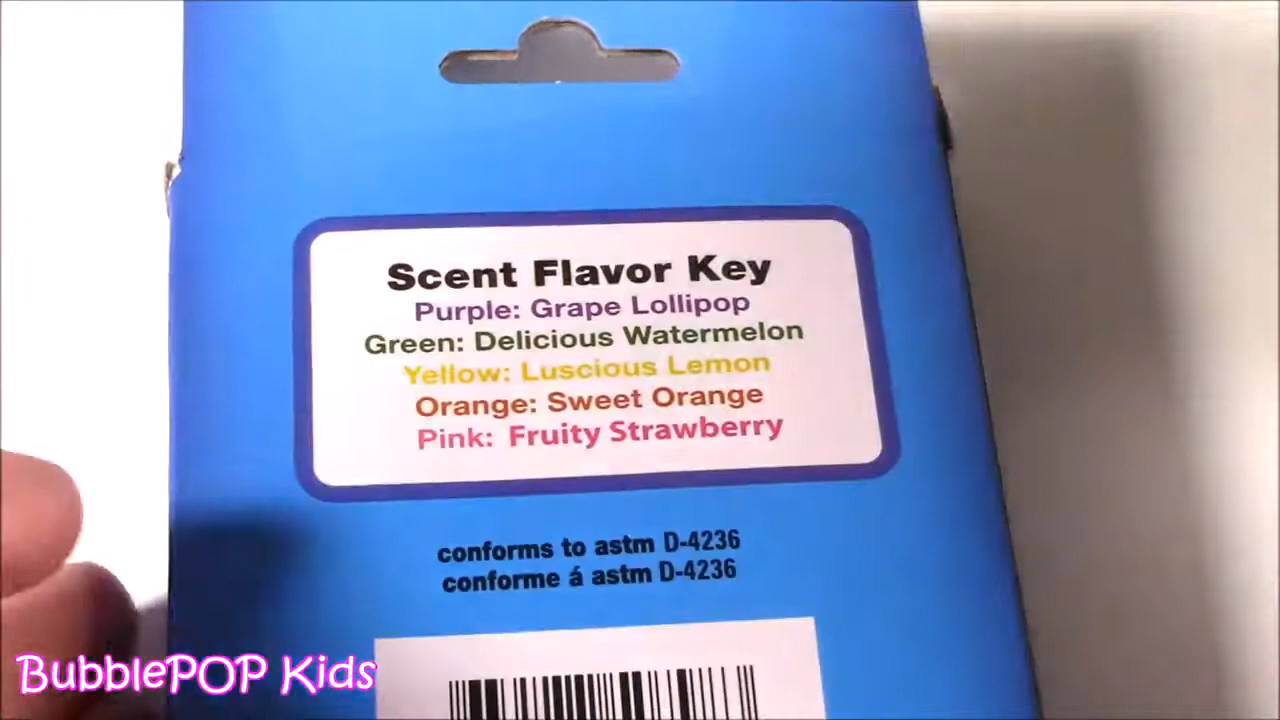 Scent Flavor Key
Purple: Grape Lollipop
Green: Delicious Watermelon
Yellow: Luscious Lemon
Orange: Sweet Orange
Pink: Fruity Strawberry
conforms to astm D-4236
conforme á astm D-4236
BubblePOP Kids